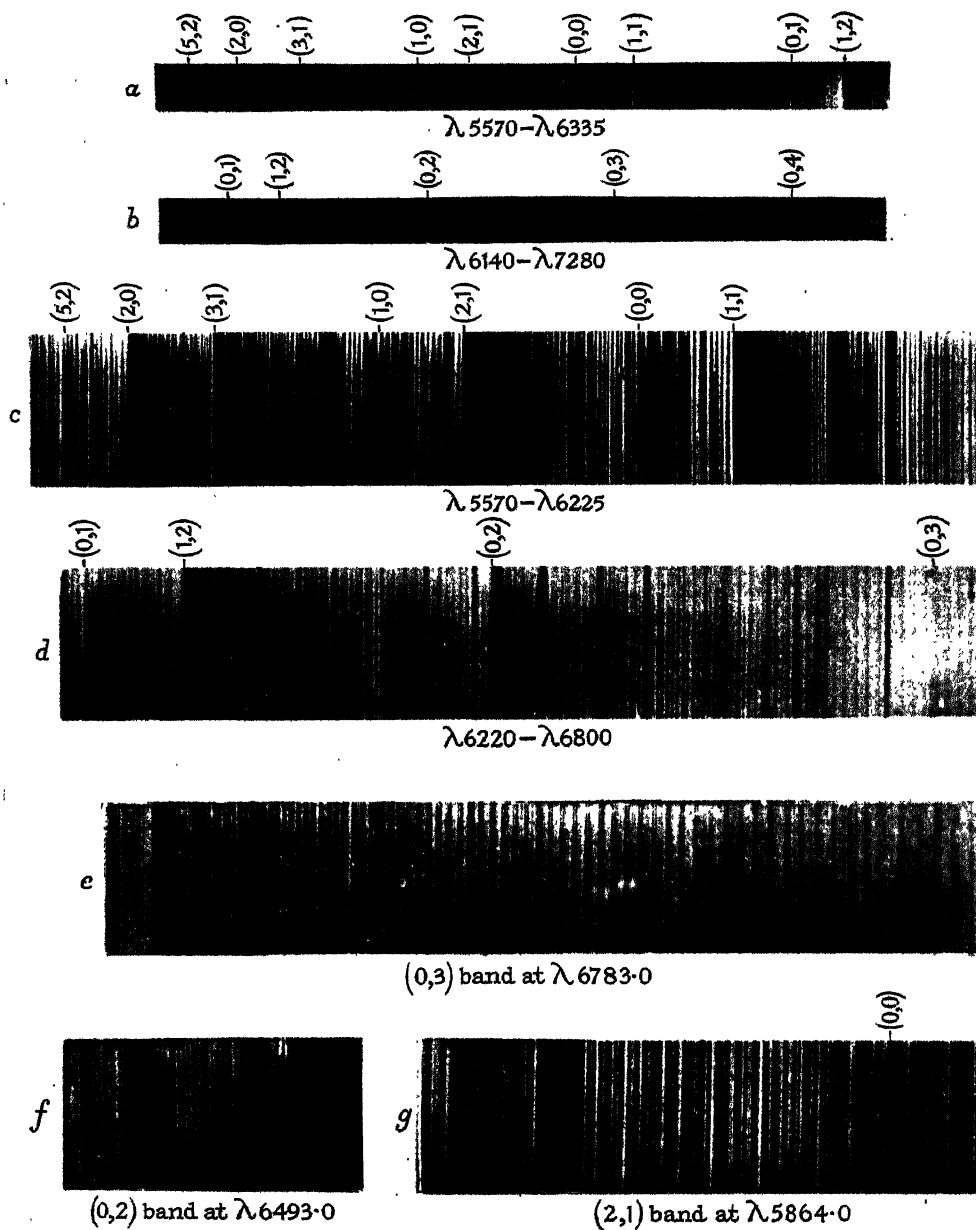 (5,2) (2,0) (3,1) (1,0) (2,1) (0,0) (1,1) (0,1) (1,2)
a
λ5570–λ6335
(0,1) (1,2) (0,2) (0,3) (0,4)
b
λ6140–λ7280
(5,2) (2,0) (3,1) (1,0) (2,1) (0,0) (1,1)
c
λ5570–λ6225
(0,1) (1,2) (0,2) (0,3)
d
λ6220–λ6800
e
(0,3) band at λ6783·0
(0,0)
f g
(0,2) band at λ6493·0 (2,1) band at λ5864·0